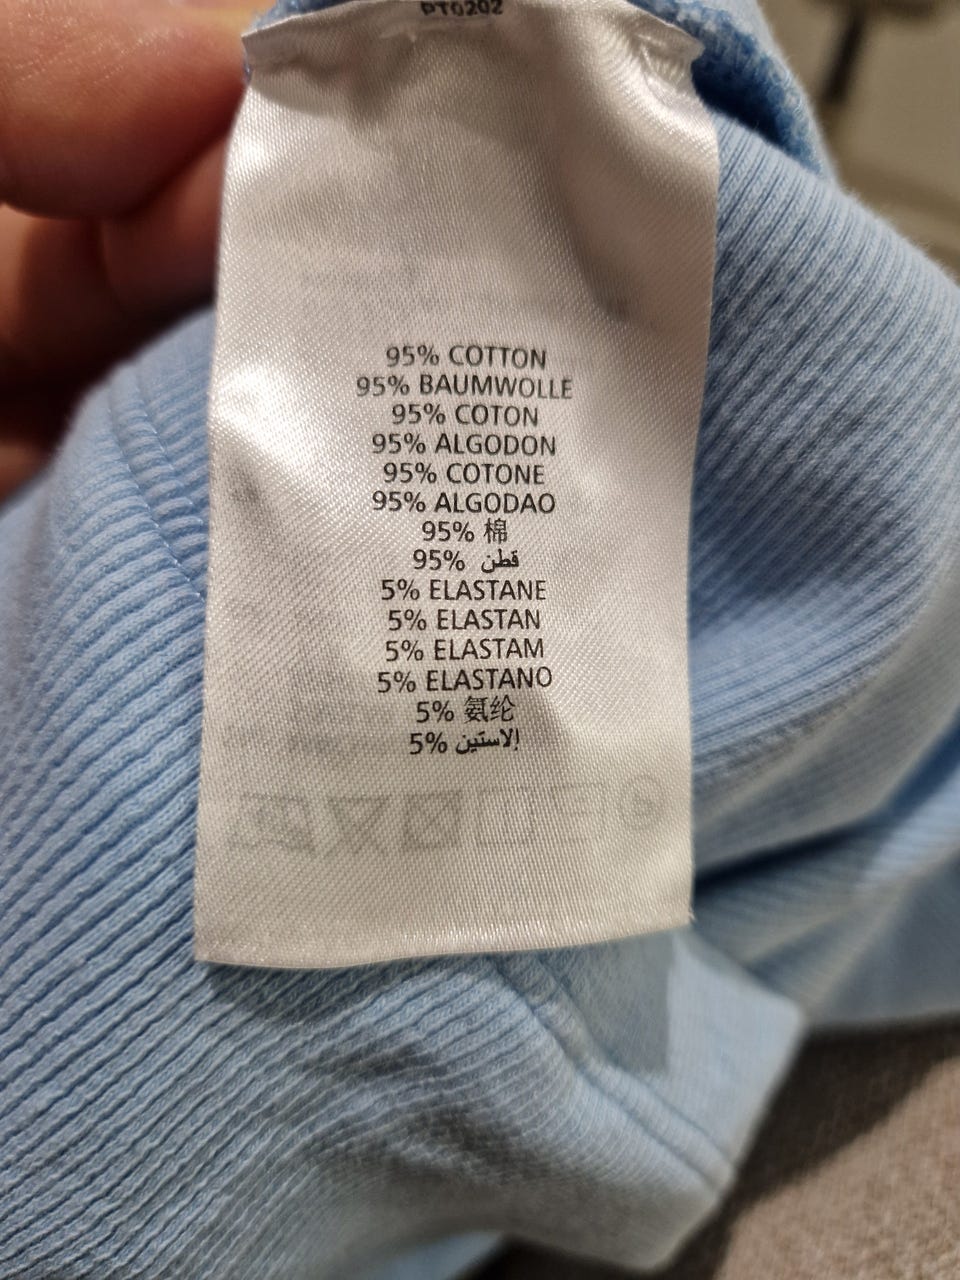 PT0202
95% COTTON
95% BAUMWOLLE
95% COTON
95% ALGODON
95% COTONE
95% ALGODAO
95% 棉
95% قطن
5% ELASTANE
5% ELASTAN
5% ELASTAM
5% ELASTANO
5% 氨纶
5% الاستين